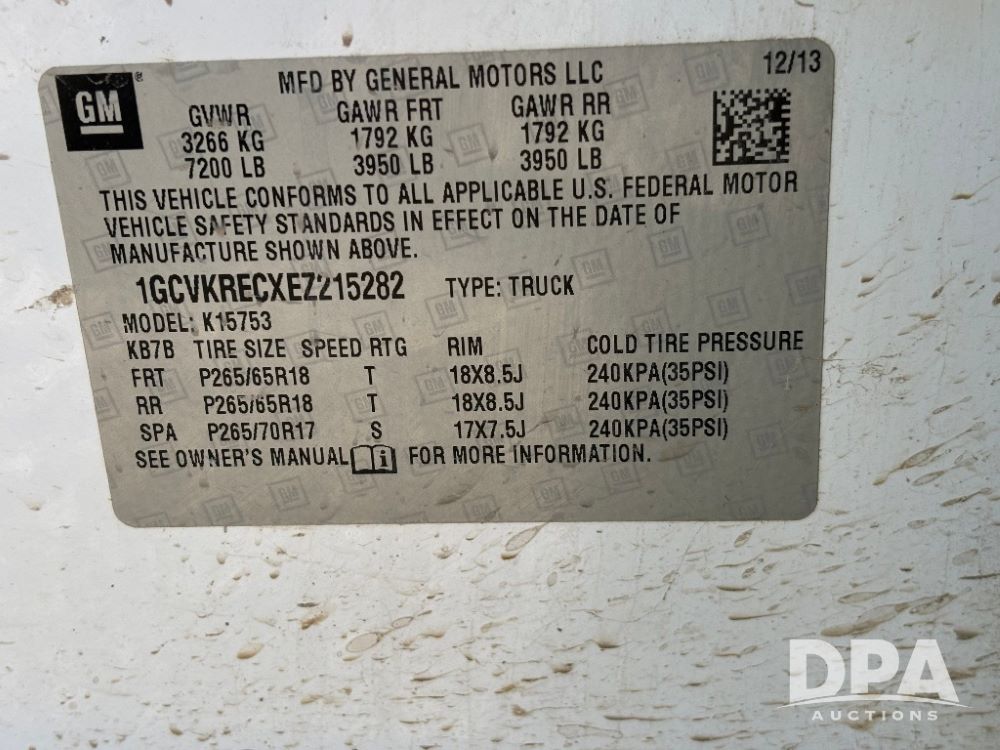 GM
MFD BY GENERAL MOTORS LLC 12/13
GVWR GAWR FRT GAWR RR
3266 KG 1792 KG 1792 KG
7200 LB 3950 LB 3950 LB
THIS VEHICLE CONFORMS TO ALL APPLICABLE U.S. FEDERAL MOTOR
VEHICLE SAFETY STANDARDS IN EFFECT ON THE DATE OF
MANUFACTURE SHOWN ABOVE.
1GCVKRECXEZ215282 TYPE: TRUCK
MODEL: K15753
KB7B TIRE SIZE SPEED RTG RIM COLD TIRE PRESSURE
FRT P265/65R18 T 18X8.5J 240KPA(35PSI)
RR P265/65R18 T 18X8.5J 240KPA(35PSI)
SPA P265/70R17 S 17X7.5J 240KPA(35PSI)
SEE OWNER'S MANUAL i FOR MORE INFORMATION.
DPA
AUCTIONS